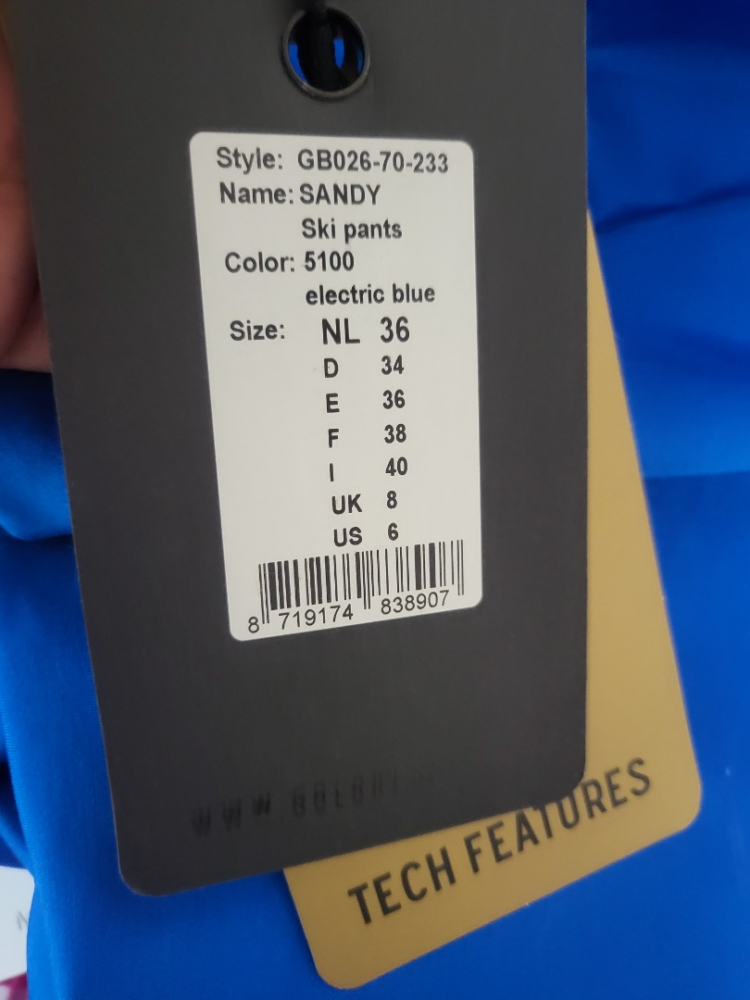 Style: GB026-70-233
Name: SANDY
Ski pants
Color: 5100
electric blue
Size: NL 36
D 34
E 36
F 38
I 40
UK 8
US 6
8 719174 838907
TECH FEATURES